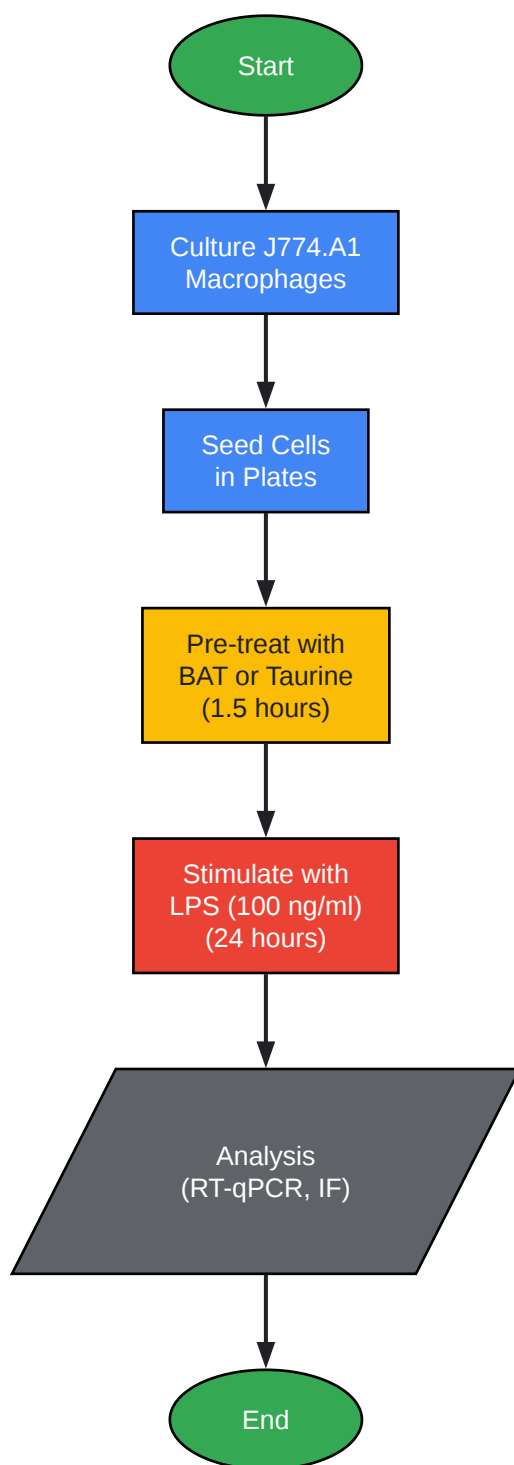 Start
Culture J774.A1
Macrophages
Seed Cells
in Plates
Pre-treat with
BAT or Taurine
(1.5 hours)
Stimulate with
LPS (100 ng/ml)
(24 hours)
Analysis
(RT-qPCR, IF)
End